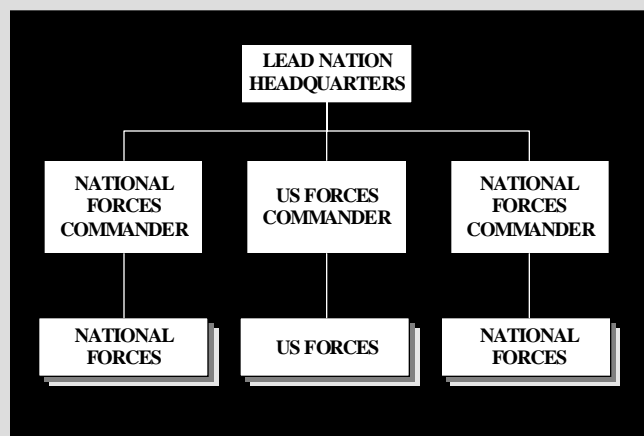 LEAD NATION
HEADQUARTERS
NATIONAL
FORCES
COMMANDER
US FORCES
COMMANDER
NATIONAL
FORCES
COMMANDER
NATIONAL
FORCES
US FORCES
NATIONAL
FORCES